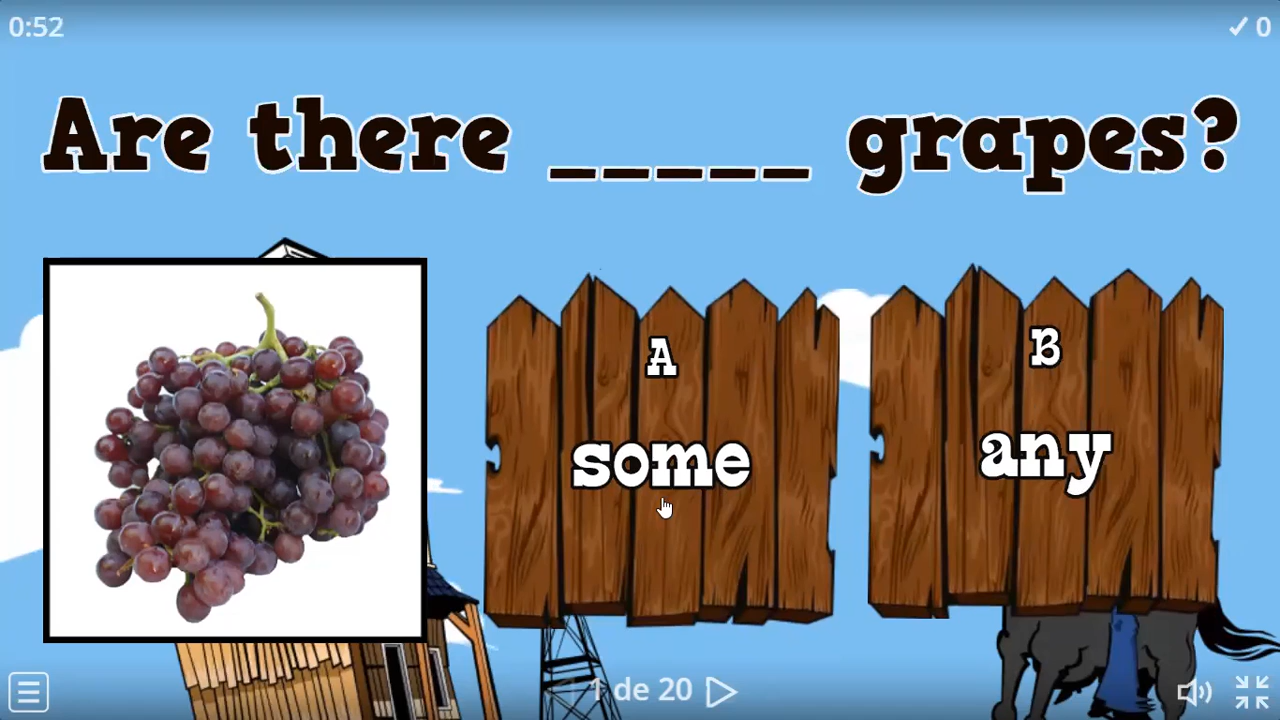 0:52
✓ 0
Are there _____ grapes?
A
some
B
any
1 de 20